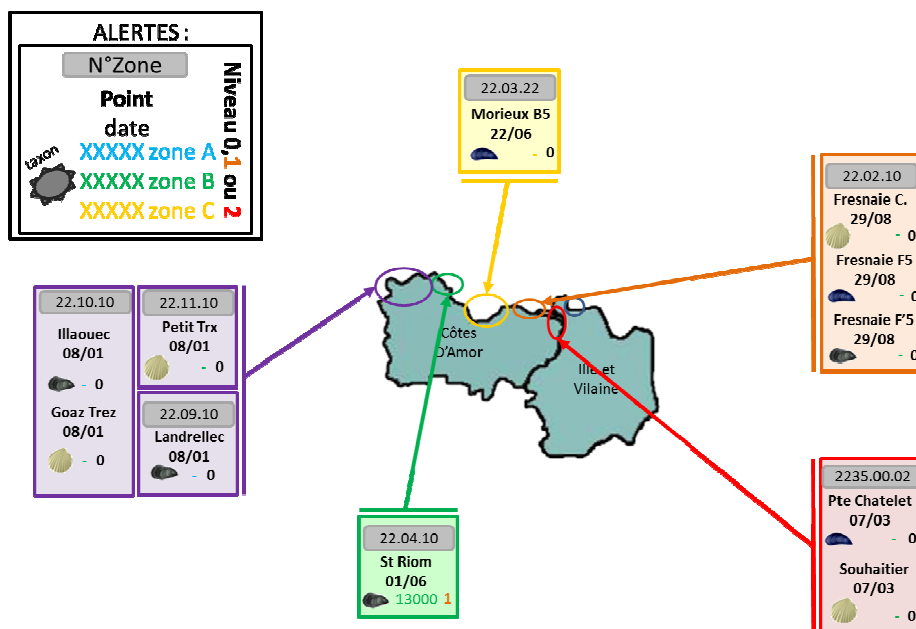 ALERTES :
N°Zone
Point
date
taxon
XXXXX zone A
XXXXX zone B
XXXXX zone C
Niveau 0,1 ou 2
22.03.22
Morieux B5
22/06
- 0
22.02.10
Fresnaie C.
29/08
- 0
Fresnaie F5
29/08
- 0
Fresnaie F'5
29/08
- 0
22.10.10
Illaouec
08/01
- 0
Goaz Trez
08/01
- 0
22.11.10
Petit Trx
08/01
- 0
22.09.10
Landrellec
08/01
- 0
Côtes
D'Amor
Ille et
Vilaine
22.04.10
St Riom
01/06
13000 1
2235.00.02
Pte Chatelet
07/03
- 0
Souhaitier
07/03
- 0